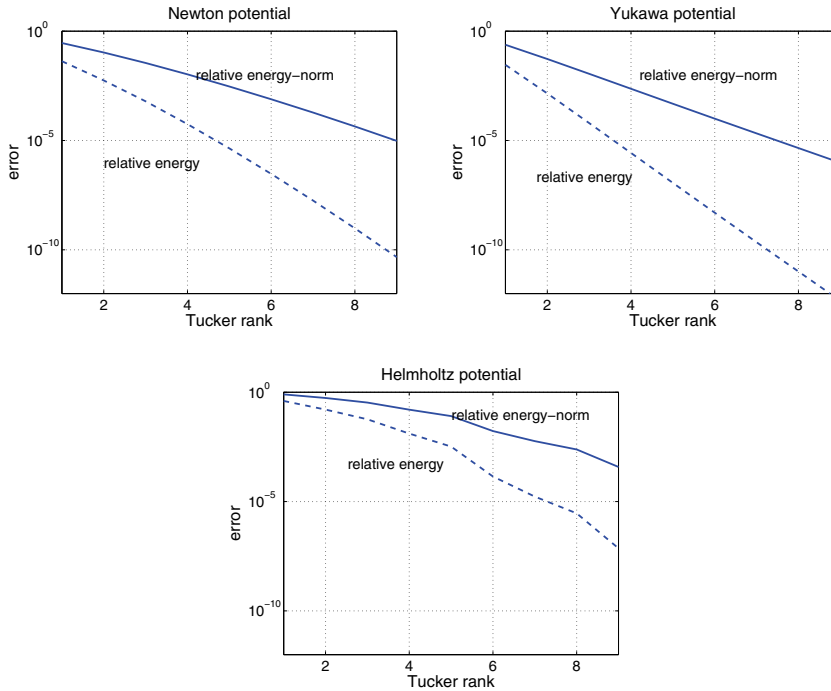 Newton potential
10^0
relative energy−norm
10^−5
error
relative energy
10^−10
2 4 6 8
Tucker rank
Yukawa potential
10^0
relative energy−norm
10^−5
error
relative energy
10^−10
2 4 6 8
Tucker rank
Helmholtz potential
10^0
relative energy−norm
relative energy
10^−5
error
10^−10
2 4 6 8
Tucker rank